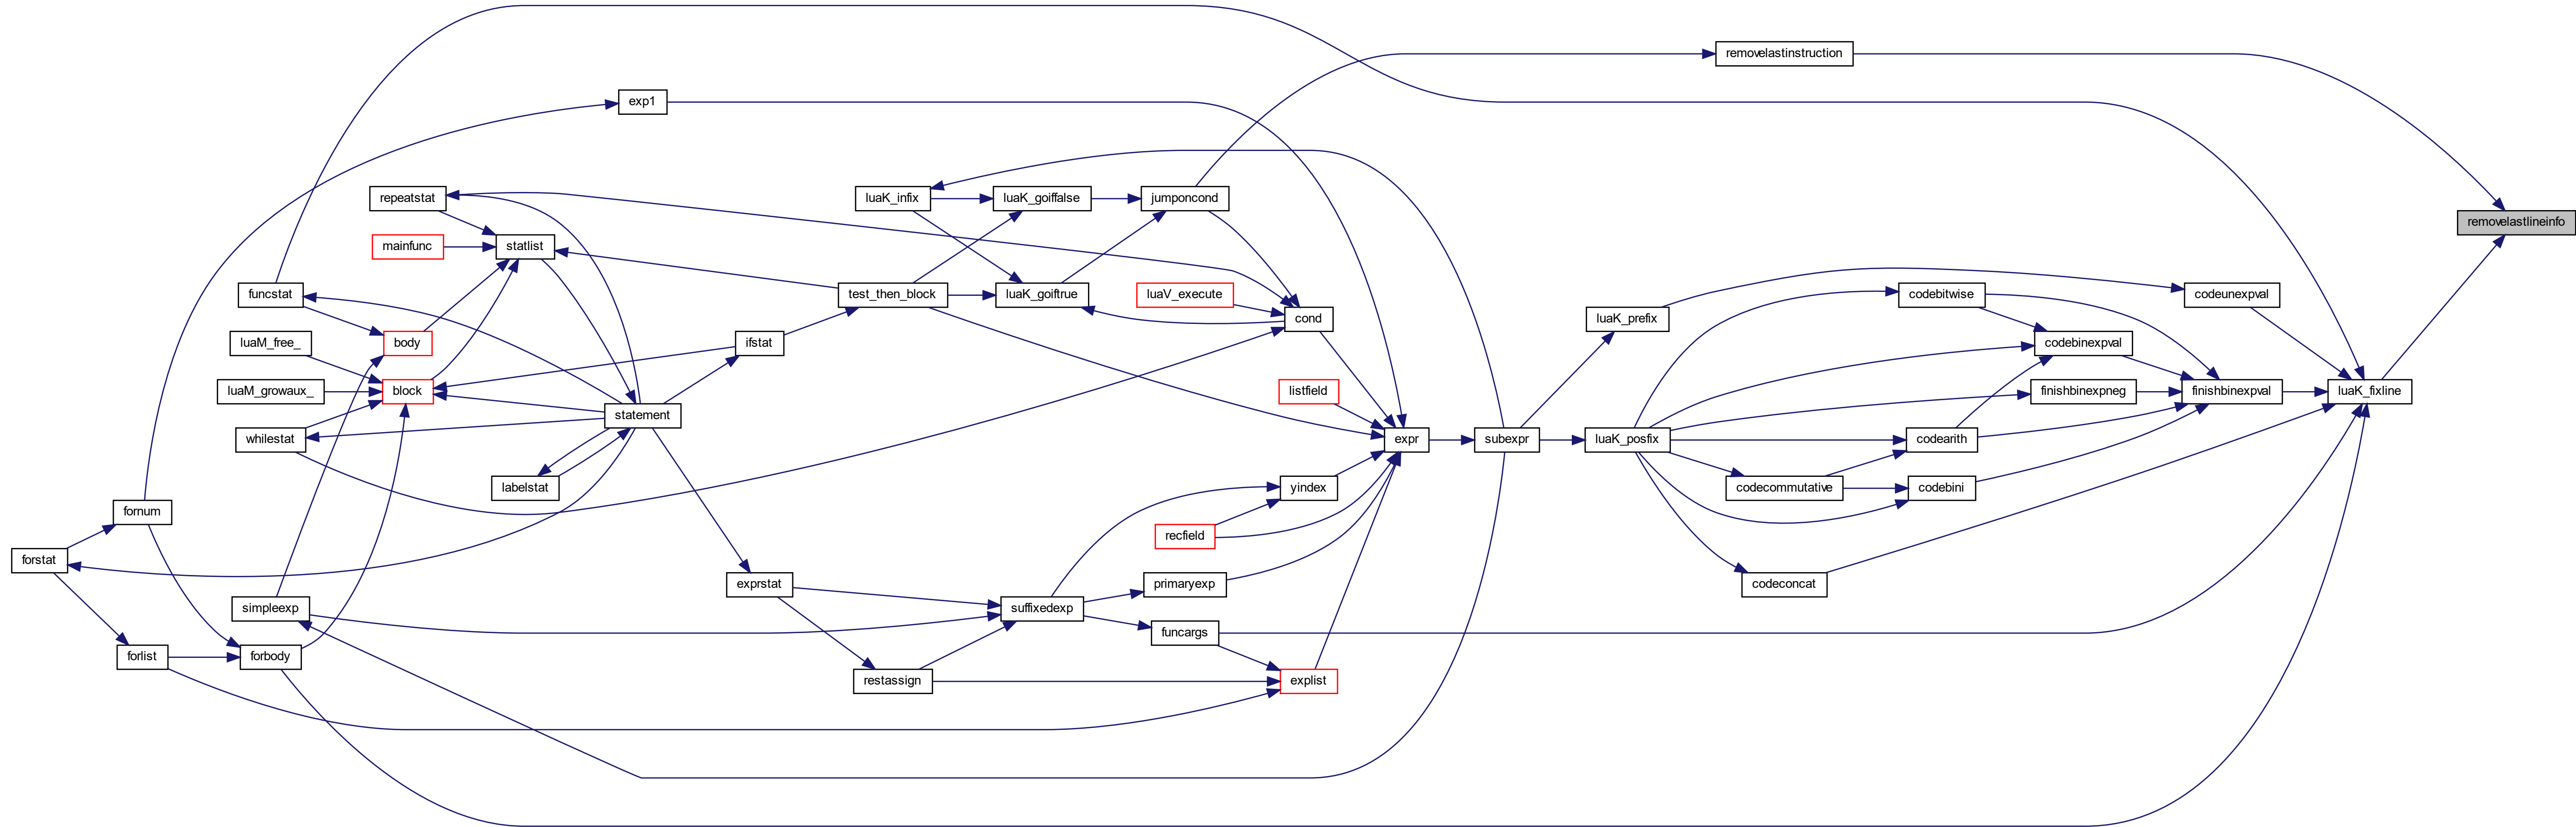 removelastinstruction
exp1
repeatstat
luaK_infix
luaK_goiffalse
jumponcond
removelastlineinfo
mainfunc
statlist
funcstat
test_then_block
luaK_goiftrue
luaV_execute
codebitwise
codeunexpval
cond
luaK_prefix
luaM_free_
body
ifstat
codebinexpval
luaM_growaux_
block
listfield
finishbinexpneg
finishbinexpval
luaK_fixline
statement
whilestat
expr
subexpr
luaK_posfix
codearith
labelstat
yindex
codecommutative
codebini
fornum
recfield
forstat
exprstat
primaryexp
codeconcat
simpleexp
suffixedexp
funcargs
forlist
forbody
restassign
explist